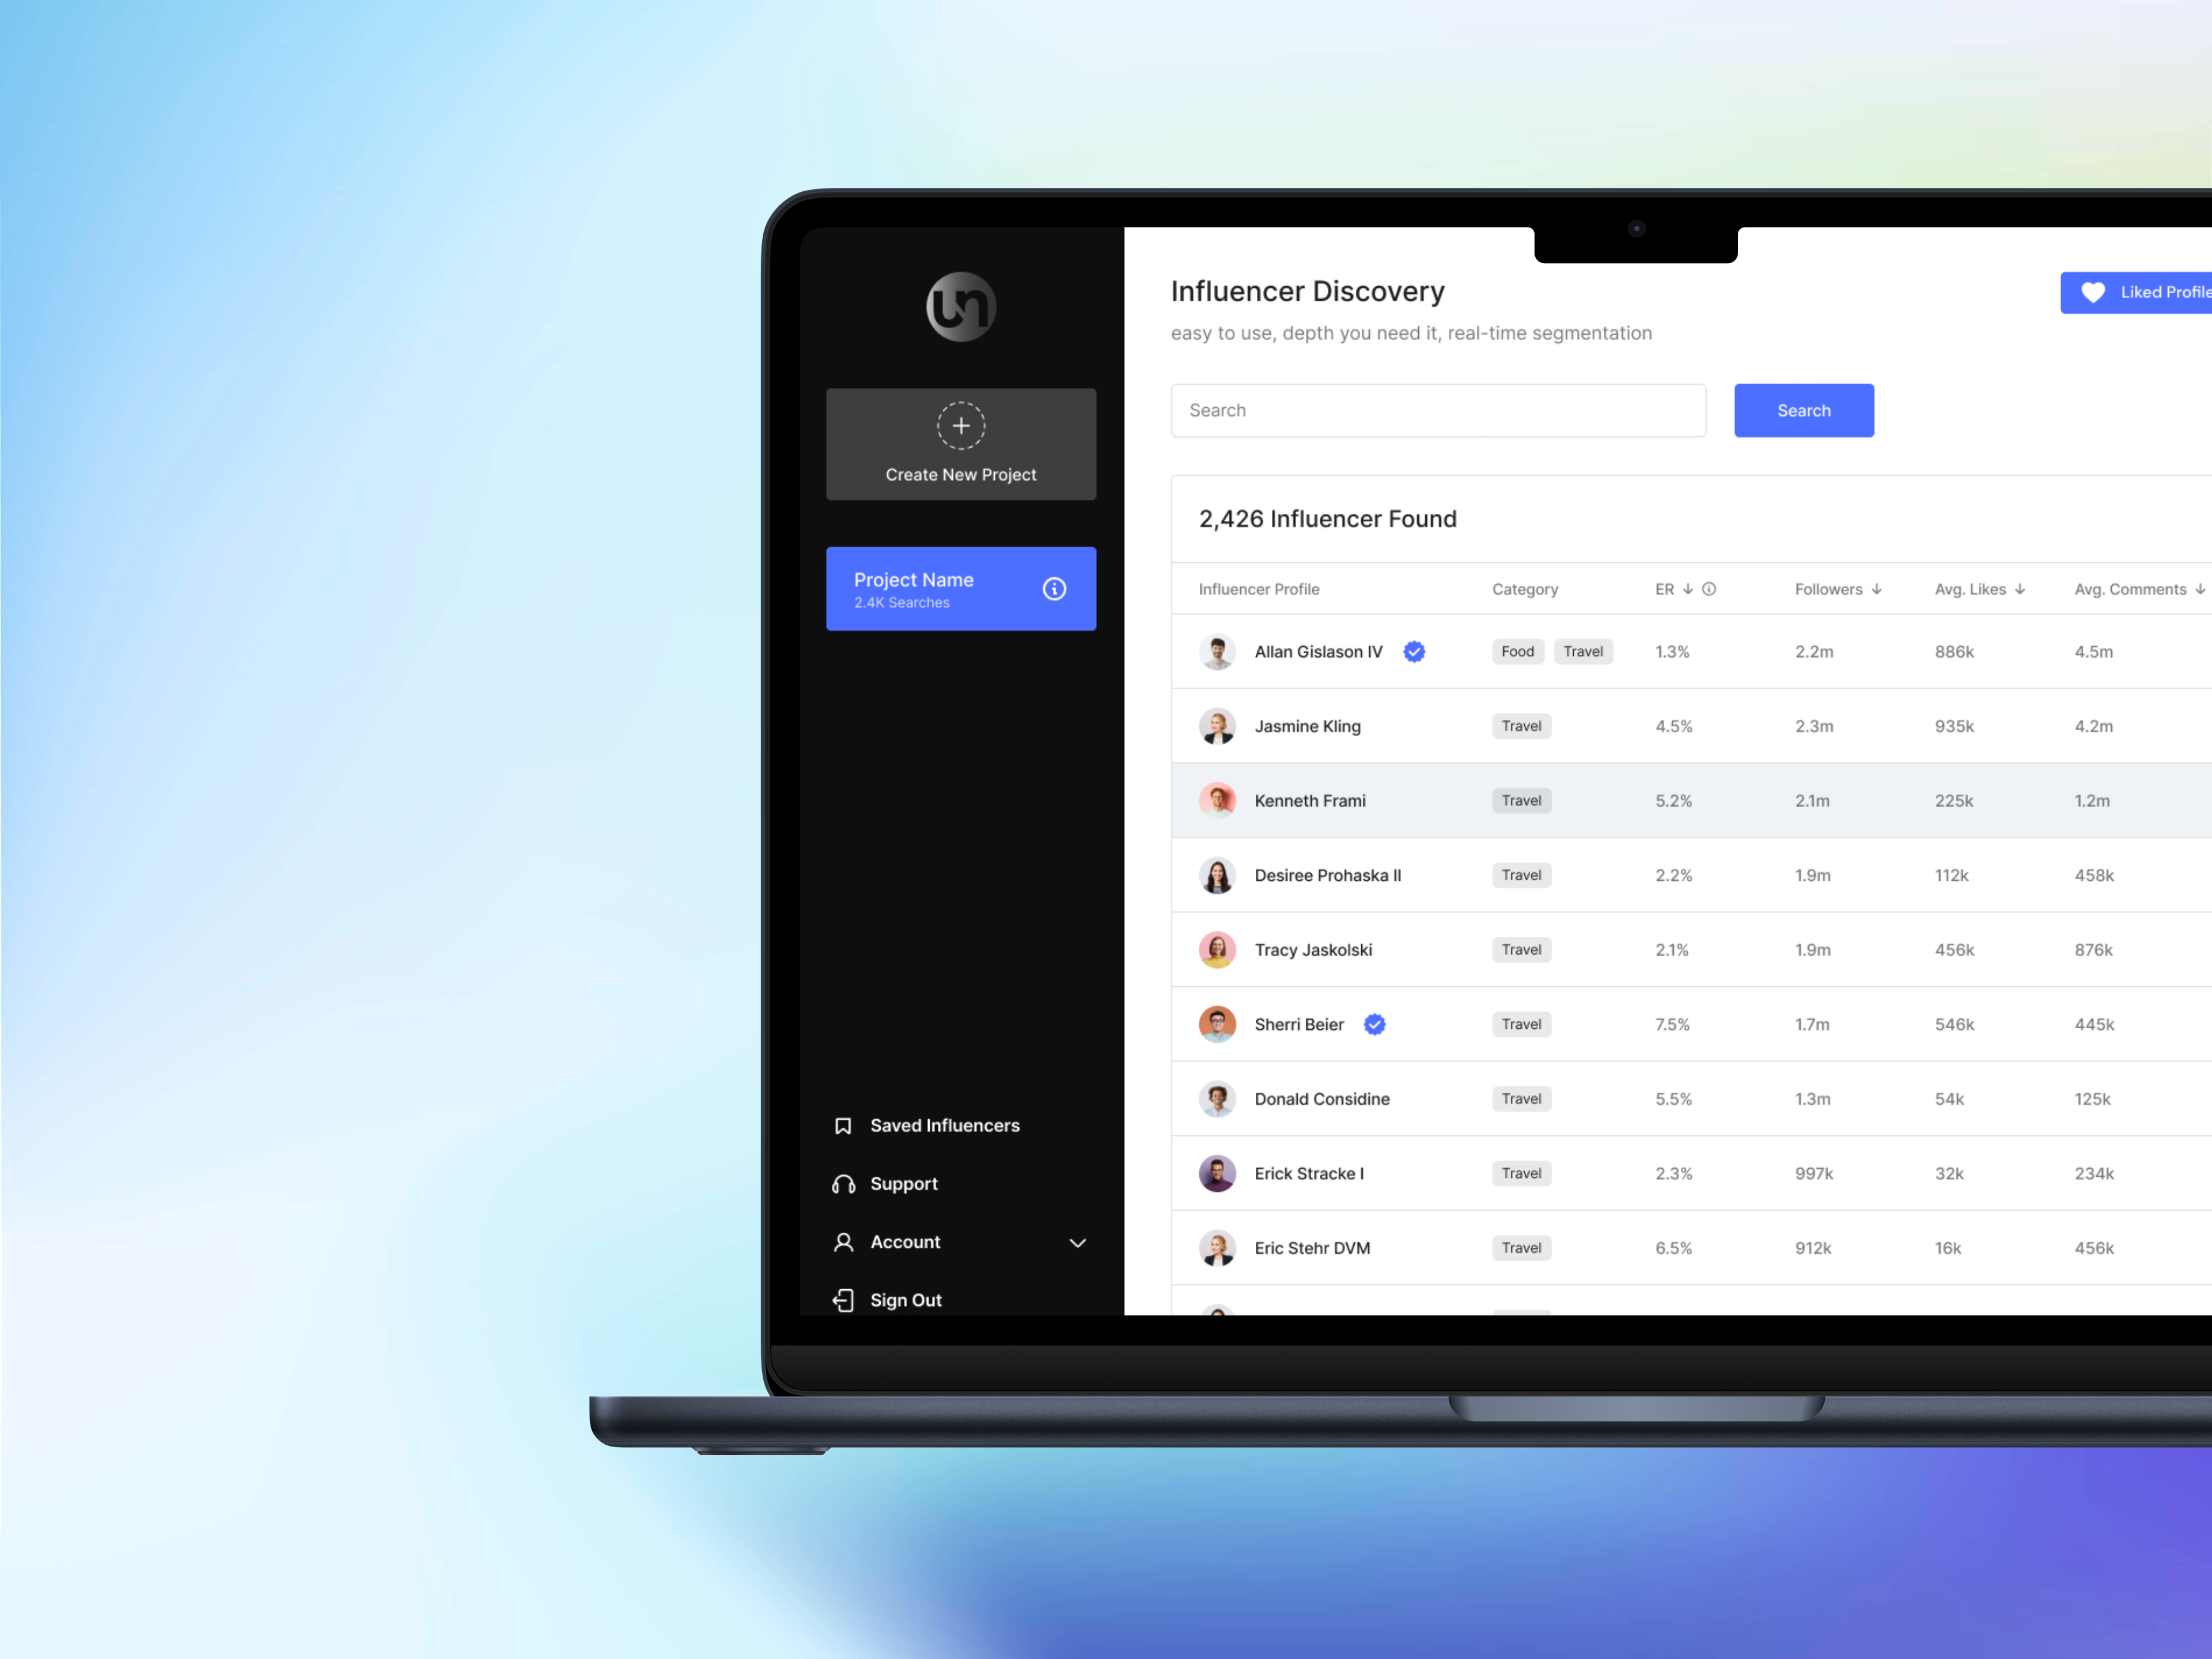 un
Influencer Discovery
Liked Profile
easy to use, depth you need it, real-time segmentation
Search
Search
Create New Project
2,426 Influencer Found
Project Name
2.4K Searches
Influencer Profile Category ER Followers Avg. Likes Avg. Comments
Allan Gislason IV Food Travel 1.3% 2.2m 886k 4.5m
Jasmine Kling Travel 4.5% 2.3m 935k 4.2m
Kenneth Frami Travel 5.2% 2.1m 225k 1.2m
Desiree Prohaska II Travel 2.2% 1.9m 112k 458k
Tracy Jaskolski Travel 2.1% 1.9m 456k 876k
Sherri Beier Travel 7.5% 1.7m 546k 445k
Donald Considine Travel 5.5% 1.3m 54k 125k
Erick Stracke I Travel 2.3% 997k 32k 234k
Eric Stehr DVM Travel 6.5% 912k 16k 456k
Saved Influencers
Support
Account
Sign Out